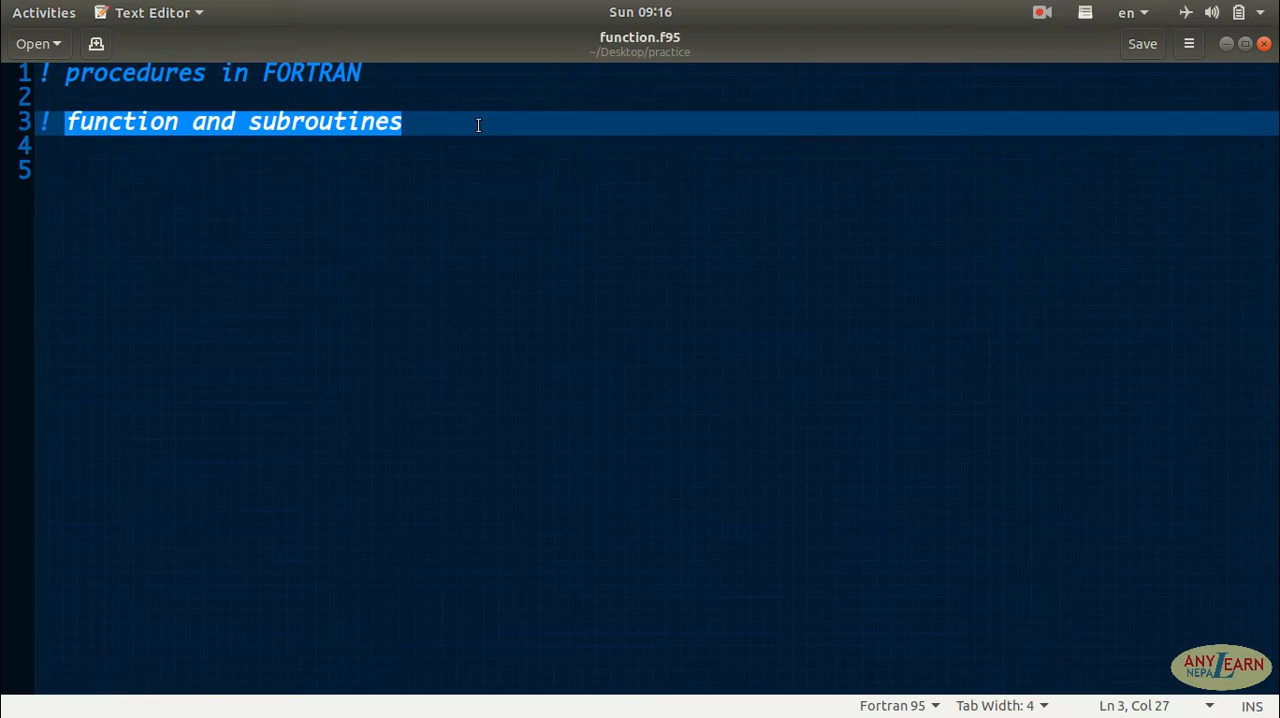 Activities Text Editor Sun 09:16 en
Open function.f95 Save
~/Desktop/practice
1 ! procedures in FORTRAN
2
3 ! function and subroutines
4
5
ANY LEARN
NEPAL
Fortran 95 Tab Width: 4 Ln 3, Col 27 INS